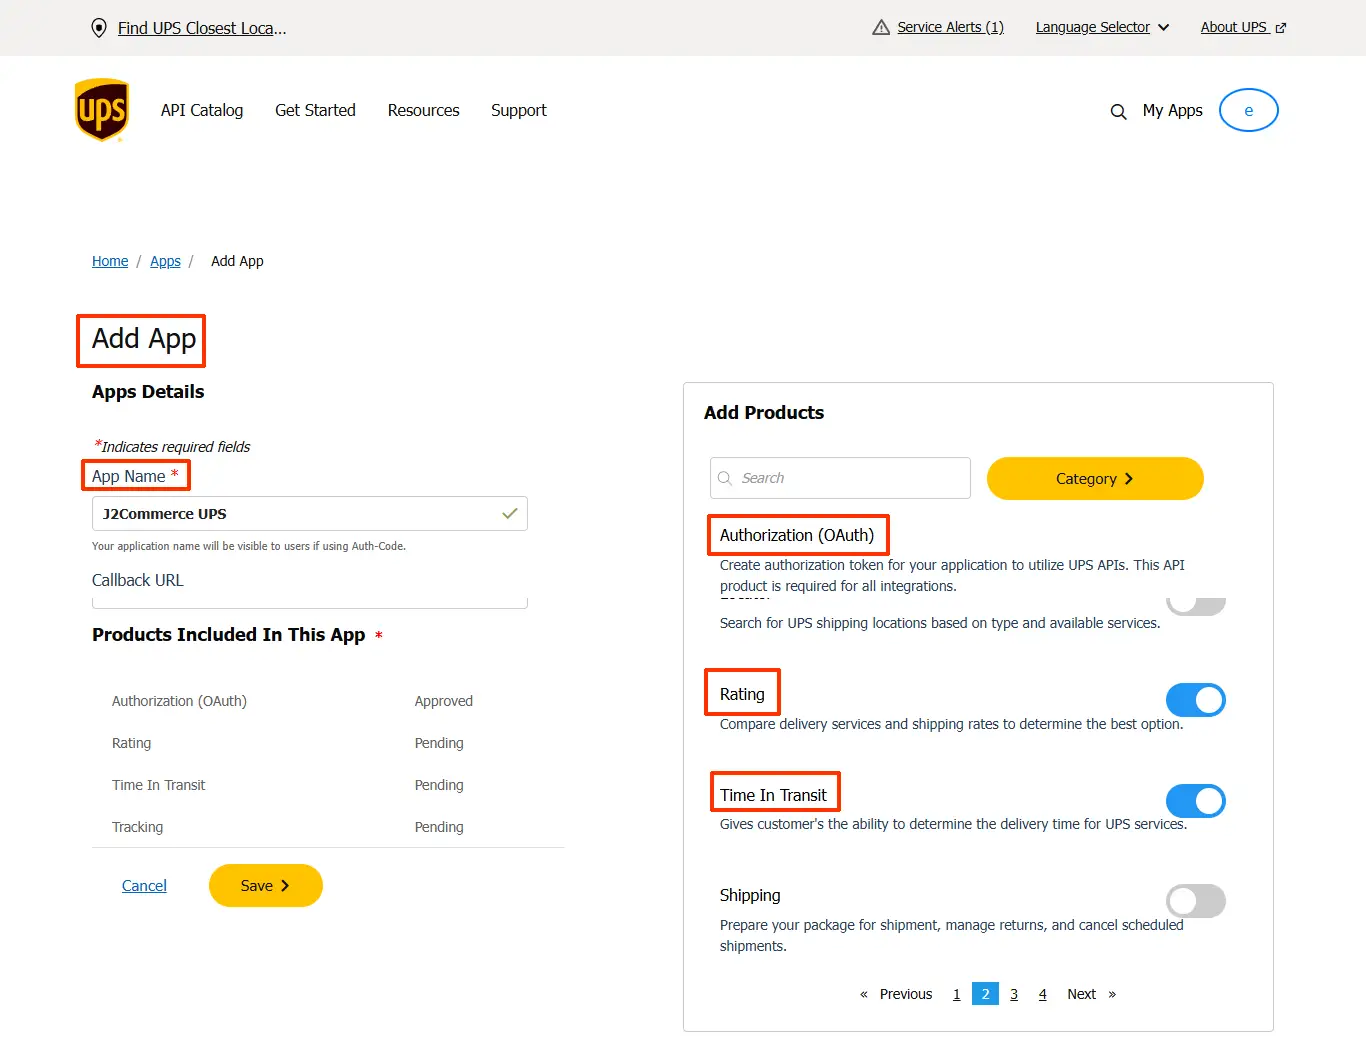 Find UPS Closest Loca...
Service Alerts (1)
Language Selector
About UPS
ups
API Catalog
Get Started
Resources
Support
My Apps
e
Home / Apps / Add App
Add App
Apps Details
*Indicates required fields
App Name *
J2Commerce UPS
Your application name will be visible to users if using Auth-Code.
Callback URL
Products Included In This App *
Authorization (OAuth) Approved
Rating Pending
Time In Transit Pending
Tracking Pending
Cancel
Save
Add Products
Search
Category
Authorization (OAuth)
Create authorization token for your application to utilize UPS APIs. This API
product is required for all integrations.
Search for UPS shipping locations based on type and available services.
Rating
Compare delivery services and shipping rates to determine the best option.
Time In Transit
Gives customer's the ability to determine the delivery time for UPS services.
Shipping
Prepare your package for shipment, manage returns, and cancel scheduled
shipments.
« Previous 1 2 3 4 Next »